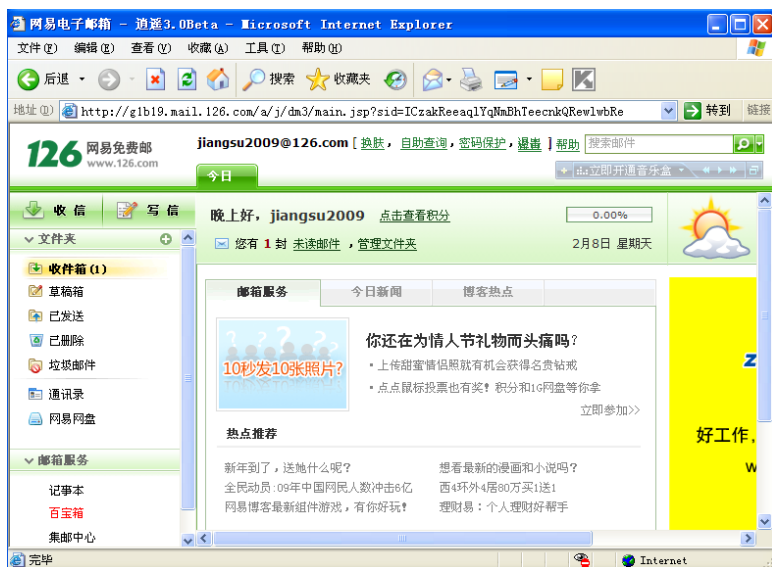 网易电子邮箱 - 逍遥3.0Beta - Microsoft Internet Explorer
文件(F) 编辑(E) 查看(V) 收藏(A) 工具(T) 帮助(H)
后退 搜索 收藏夹
地址(D) http://g1b19.mail.126.com/a/j/dm3/main.jsp?sid=ICzakReeaqlYqNmBhTeecnkQRewlwbRe 转到 链接
126 网易免费邮 www.126.com
jiangsu2009@126.com [ 换肤, 自助查询, 密码保护, 退出 ] 帮助 搜索邮件
今日 立即开通音乐盒
收信 写信
晚上好, jiangsu2009 点击查看积分 0.00%
您有 1 封 未读邮件 , 管理文件夹 2月8日 星期天
文件夹
收件箱(1)
草稿箱
已发送
已删除
垃圾邮件
通讯录
网易网盘
邮箱服务
记事本
百宝箱
集邮中心
邮箱服务 今日新闻 博客热点
10秒发10张照片?
你还在为情人节礼物而头痛吗?
·上传甜蜜情侣照就有机会获得名贵钻戒
·点点鼠标投票也有奖! 积分和1G网盘等你拿
立即参加>>
热点推荐
新年到了,送她什么呢? 想看最新的漫画和小说吗?
全民动员:09年中国网民人数冲击6亿 西4环外4居80万买1送1
网易博客最新组件游戏,有你好玩! 理财易:个人理财好帮手
z
好工作,
w
完毕 Internet